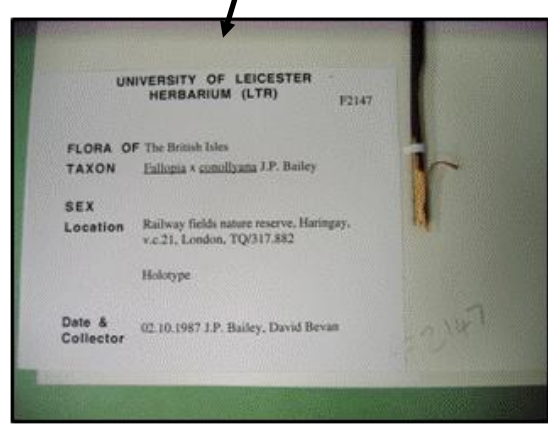 UNIVERSITY OF LEICESTER
HERBARIUM (LTR)
F2147
FLORA OF The British Isles
TAXON Fallopia x conollyana J.P. Bailey
SEX
Location Railway fields nature reserve, Haringay,
v.c.21, London, TQ/317.882
Holotype
Date & 02.10.1987 J.P. Bailey, David Bevan
Collector
F2147